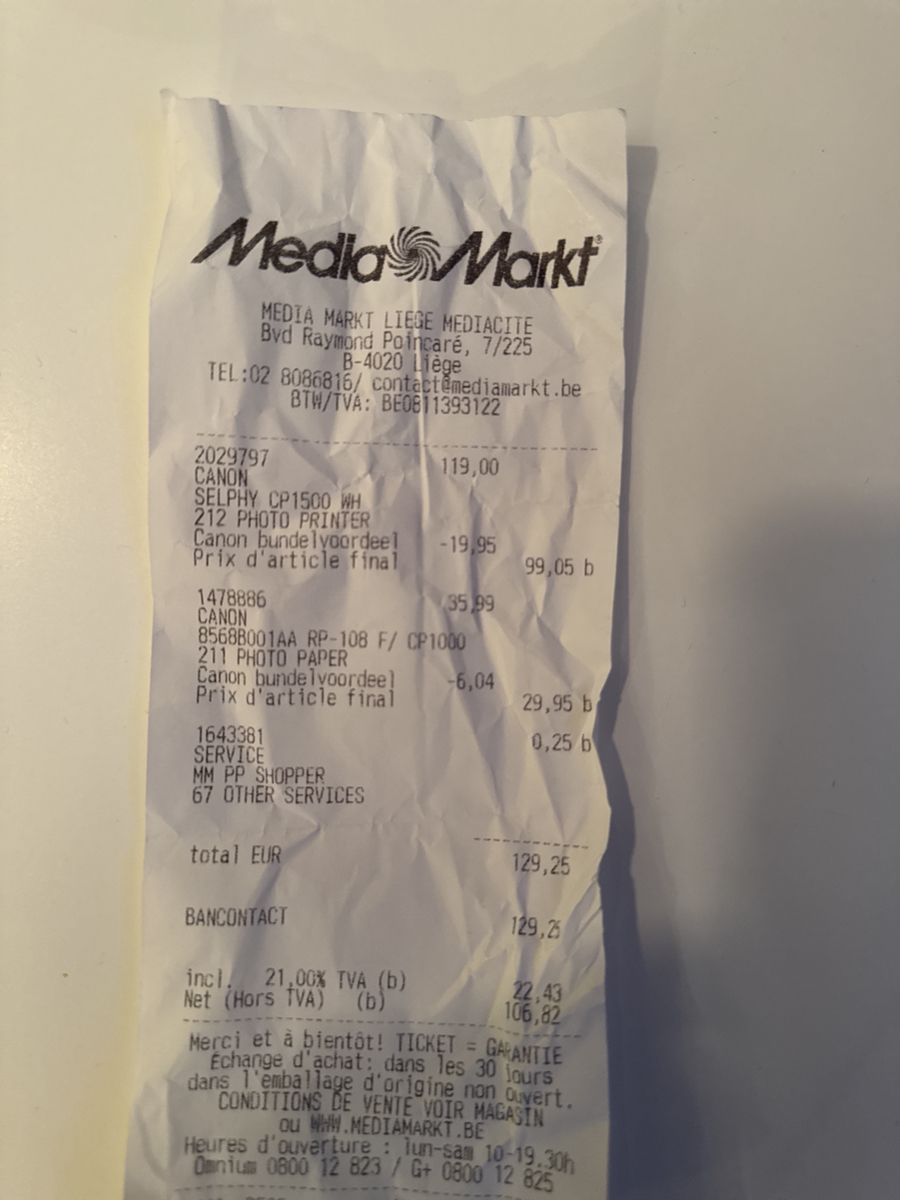 Media Markt®
MEDIA MARKT LIEGE MEDIACITE
Bvd Raymond Poincaré, 7/225
B-4020 Liège
TEL:02 8086816/ contact@mediamarkt.be
BTW/TVA: BE0811393122
2029797 119,00
CANON
SELPHY CP1500 WH
212 PHOTO PRINTER
Canon bundelvoordeel -19,95
Prix d'article final 99,05 b
1478886 35,99
CANON
8568B001AA RP-108 F/ CP1000
211 PHOTO PAPER
Canon bundelvoordeel -6,04
Prix d'article final 29,95 b
1643381 0,25 b
SERVICE
MM PP SHOPPER
67 OTHER SERVICES
total EUR 129,25
BANCONTACT 129,25
incl. 21,00% TVA (b) 22,43
Net (Hors TVA) (b) 106,82
Merci et à bientôt! TICKET = GARANTIE
Échange d'achat: dans les 30 jours
dans l'emballage d'origine non ouvert.
CONDITIONS DE VENTE VOIR MAGASIN
ou WWW.MEDIAMARKT.BE
Heures d'ouverture : lun-sam 10-19.30h
Omnium 0800 12 823 / G+ 0800 12 825